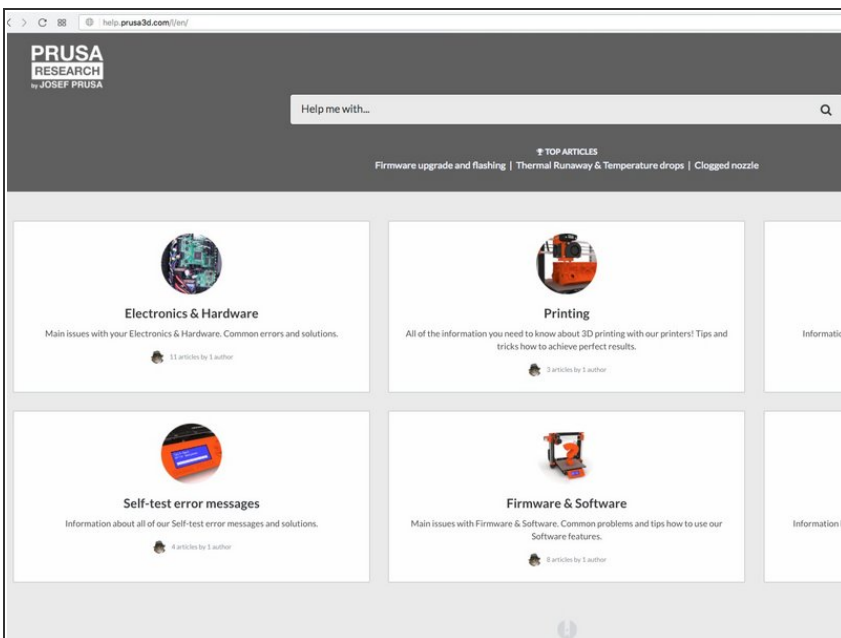 help.prusa3d.com/l/en/
PRUSA
RESEARCH
by JOSEF PRUSA
Help me with...
TOP ARTICLES
Firmware upgrade and flashing | Thermal Runaway & Temperature drops | Clogged nozzle
Electronics & Hardware
Main issues with your Electronics & Hardware. Common errors and solutions.
11 articles by 1 author
Printing
All of the information you need to know about 3D printing with our printers! Tips and
tricks how to achieve perfect results.
3 articles by 1 author
Self-test error messages
Information about all of our Self-test error messages and solutions.
4 articles by 1 author
Firmware & Software
Main issues with Firmware & Software. Common problems and tips how to use our
Software features.
8 articles by 1 author
Information